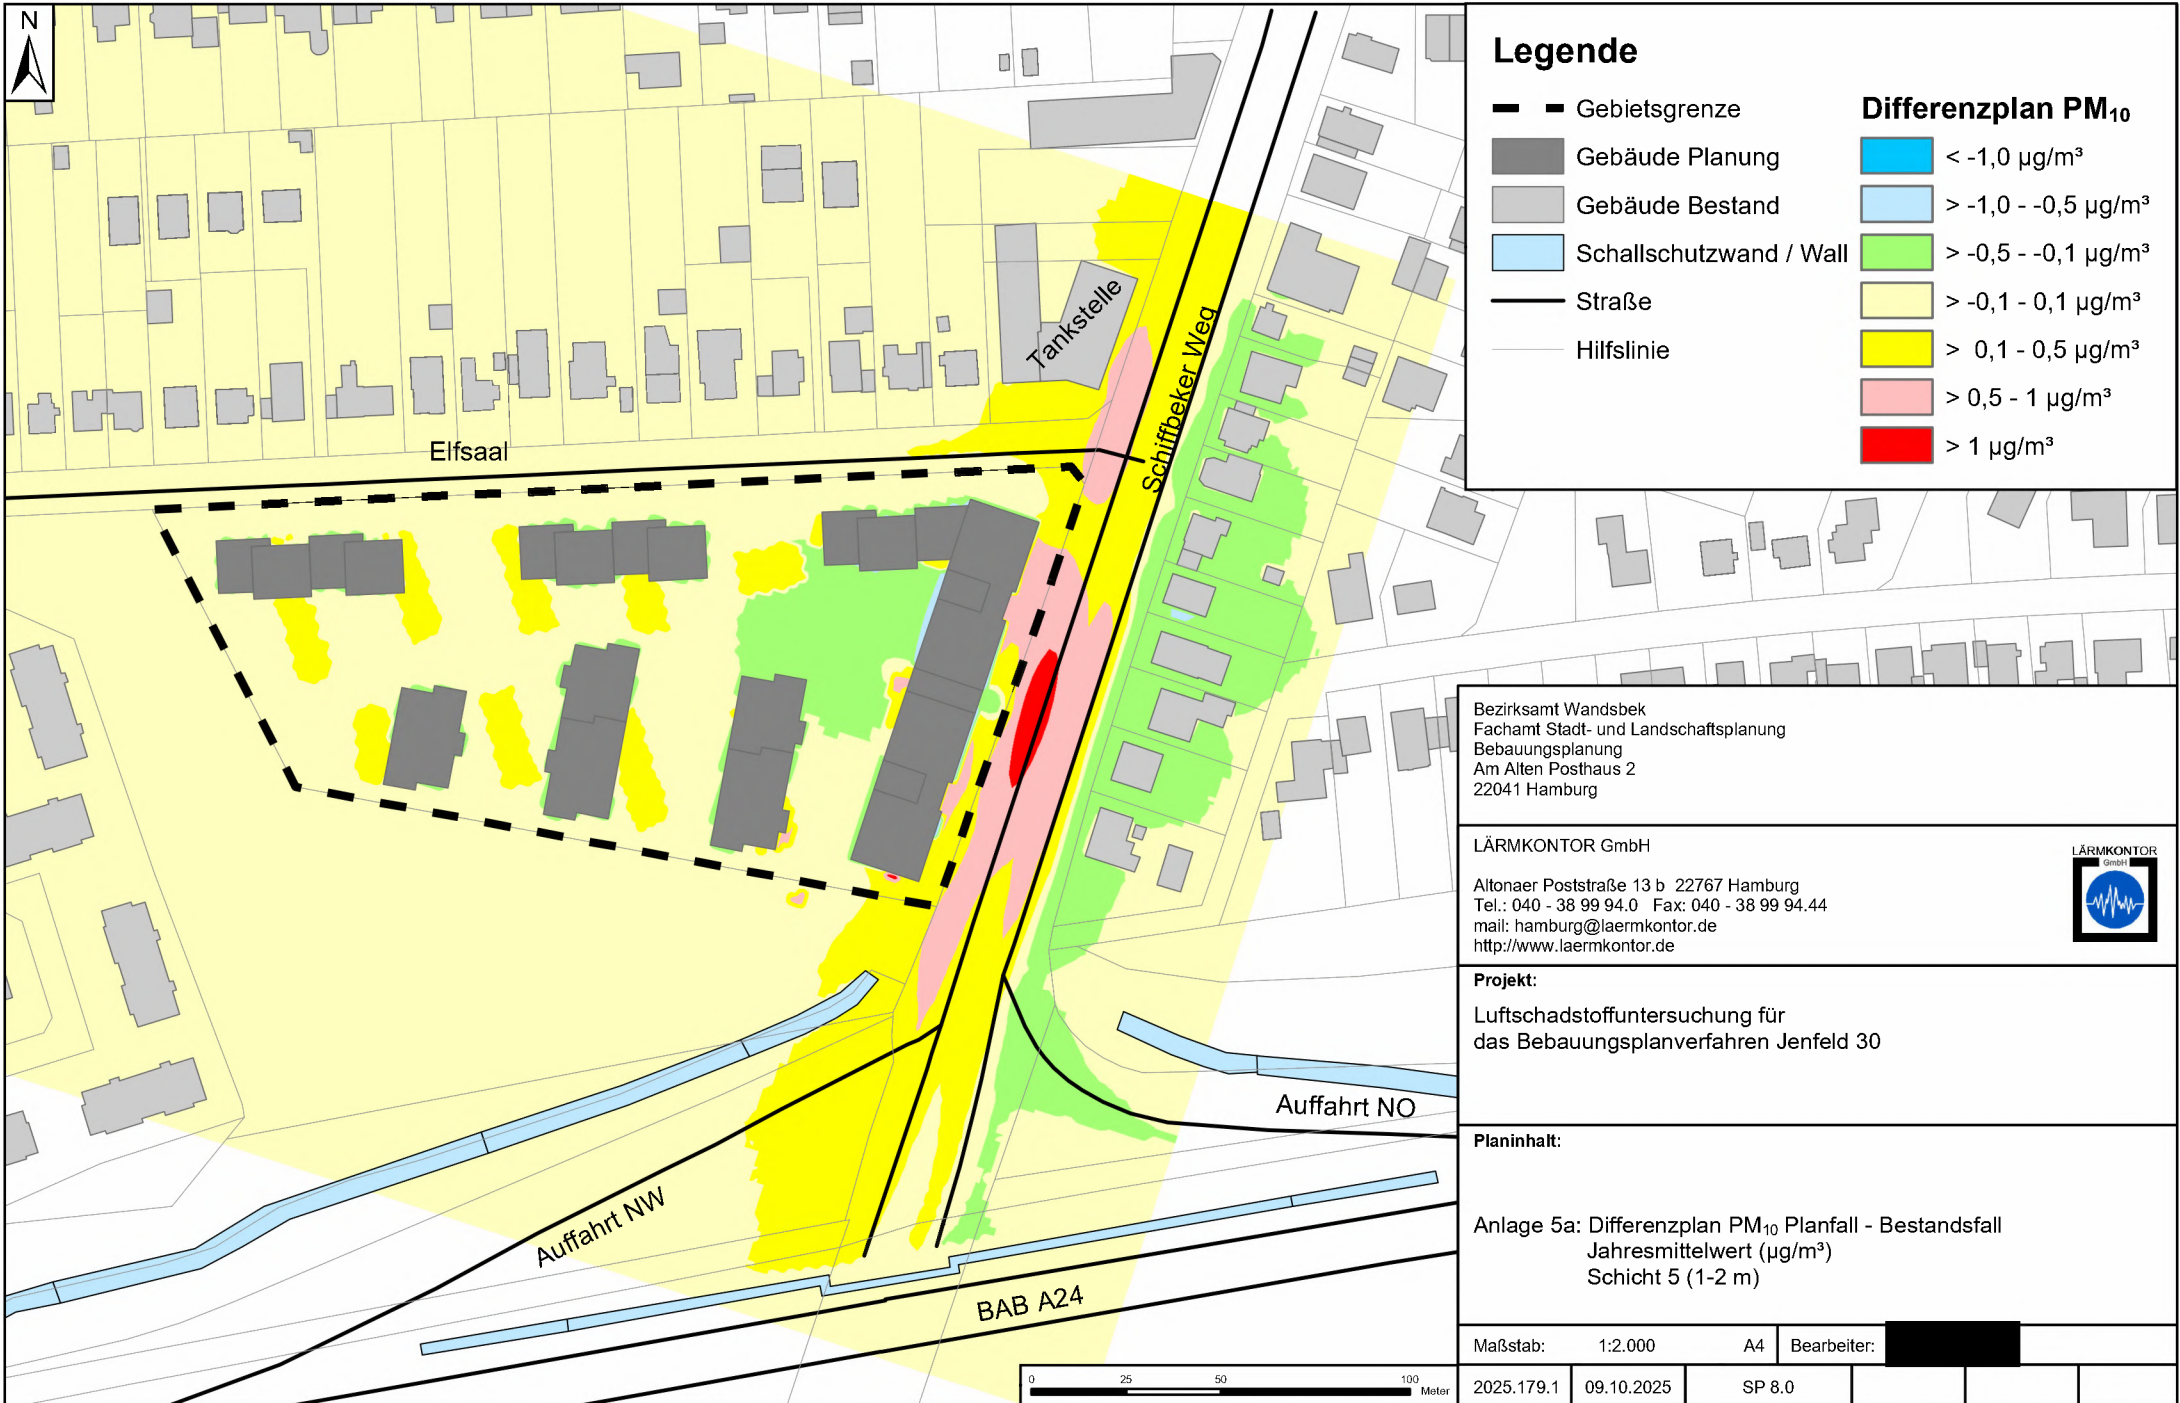 N
Tankstelle
Schiffbeker Weg
Elfsaal
Auffahrt NO
Auffahrt NW
BAB A24
0 25 50 100 Meter
Legende
Gebietsgrenze
Gebäude Planung
Gebäude Bestand
Schallschutzwand / Wall
Straße
Hilfslinie
Differenzplan PM₁₀
< -1,0 µg/m³
> -1,0 - -0,5 µg/m³
> -0,5 - -0,1 µg/m³
> -0,1 - 0,1 µg/m³
> 0,1 - 0,5 µg/m³
> 0,5 - 1 µg/m³
> 1 µg/m³
Bezirksamt Wandsbek
Fachamt Stadt- und Landschaftsplanung
Bebauungsplanung
Am Alten Posthaus 2
22041 Hamburg
LÄRMKONTOR GmbH
Altonaer Poststraße 13 b 22767 Hamburg
Tel.: 040 - 38 99 94.0 Fax: 040 - 38 99 94.44
mail: hamburg@laermkontor.de
http://www.laermkontor.de
LÄRMKONTOR
GmbH
Projekt:
Luftschadstoffuntersuchung für
das Bebauungsplanverfahren Jenfeld 30
Planinhalt:
Anlage 5a: Differenzplan PM₁₀ Planfall - Bestandsfall
Jahresmittelwert (µg/m³)
Schicht 5 (1-2 m)
Maßstab: 1:2.000 A4 Bearbeiter:
2025.179.1 09.10.2025 SP 8.0